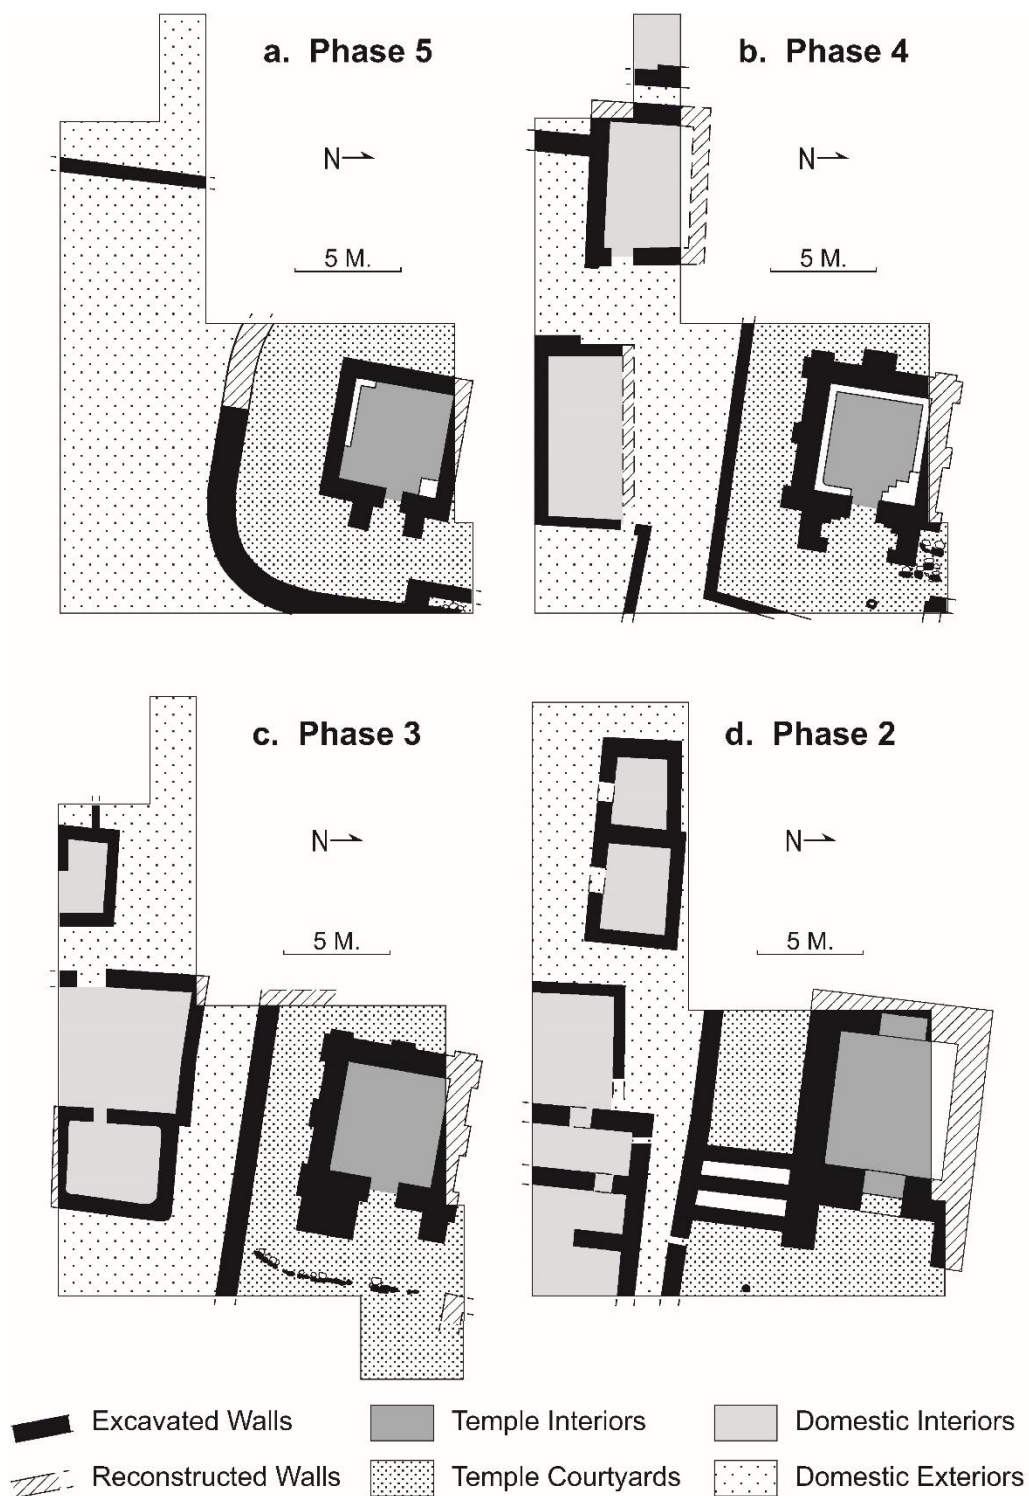 a. Phase 5
N
5 M.
b. Phase 4
N
5 M.
c. Phase 3
N
5 M.
d. Phase 2
N
5 M.
Excavated Walls
Temple Interiors
Domestic Interiors
Reconstructed Walls
Temple Courtyards
Domestic Exteriors